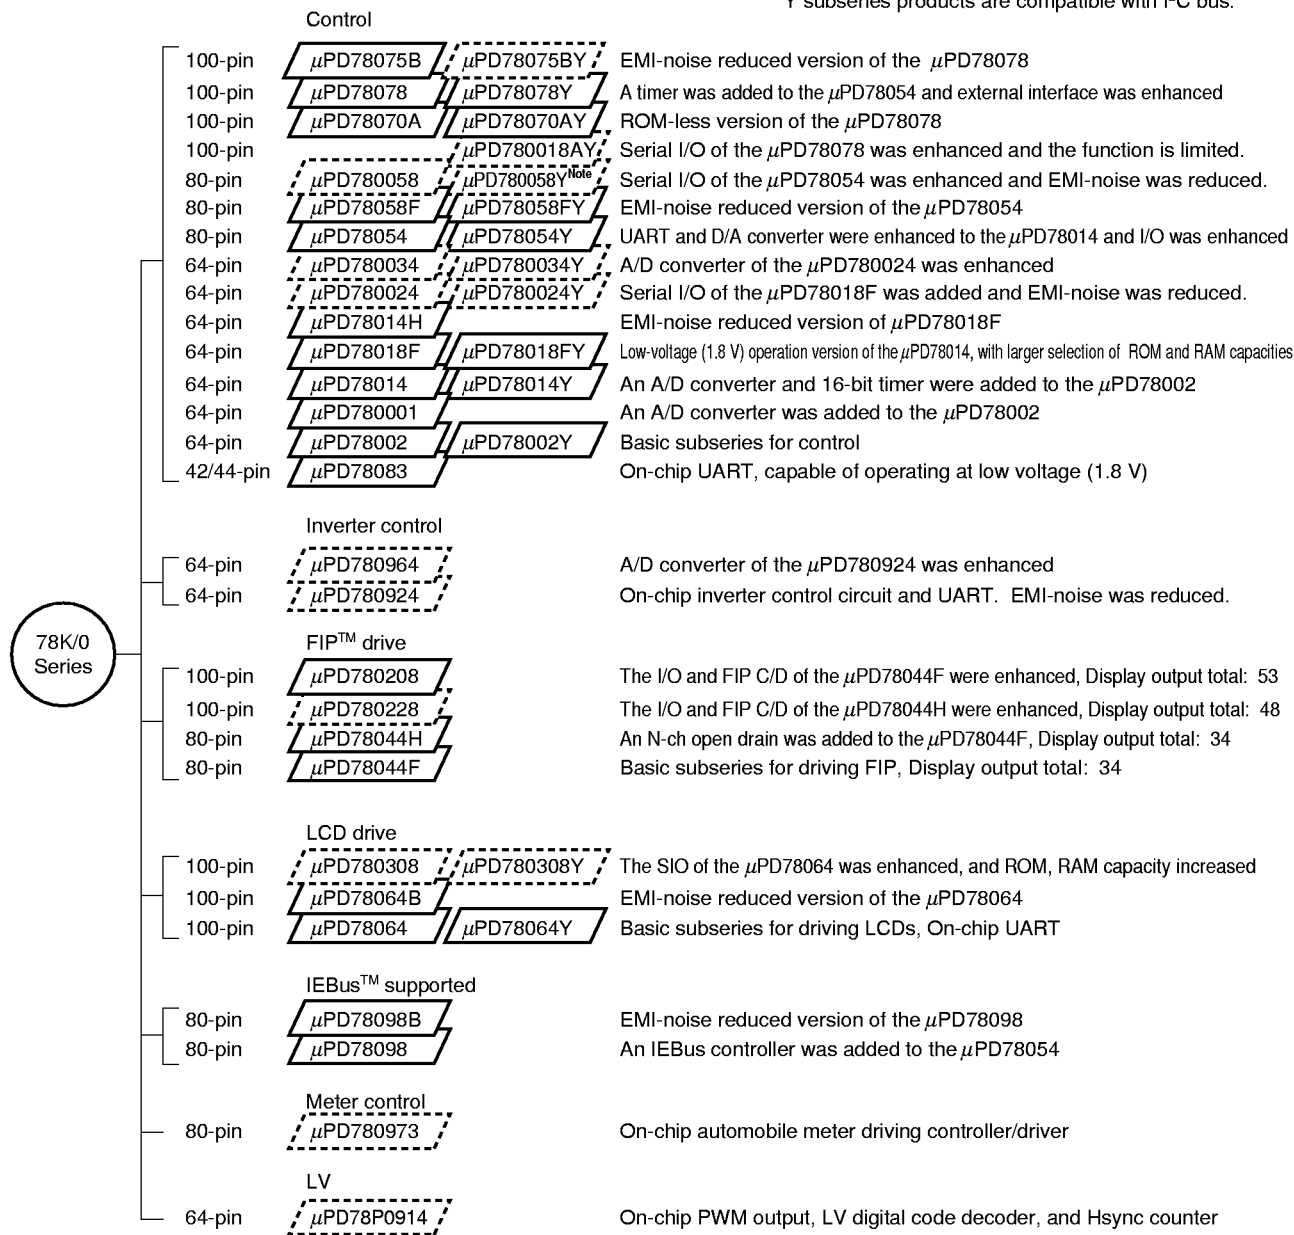 Y subseries products are compatible with I²C bus.
Control
100-pin μPD78075B μPD78075BY EMI-noise reduced version of the μPD78078
100-pin μPD78078 μPD78078Y A timer was added to the μPD78054 and external interface was enhanced
100-pin μPD78070A μPD78070AY ROM-less version of the μPD78078
100-pin μPD780018AY Serial I/O of the μPD78078 was enhanced and the function is limited.
80-pin μPD780058 μPD780058Y Note Serial I/O of the μPD78054 was enhanced and EMI-noise was reduced.
80-pin μPD78058F μPD78058FY EMI-noise reduced version of the μPD78054
80-pin μPD78054 μPD78054Y UART and D/A converter were enhanced to the μPD78014 and I/O was enhanced
64-pin μPD780034 μPD780034Y A/D converter of the μPD780024 was enhanced
64-pin μPD780024 μPD780024Y Serial I/O of the μPD78018F was added and EMI-noise was reduced.
64-pin μPD78014H EMI-noise reduced version of μPD78018F
64-pin μPD78018F μPD78018FY Low-voltage (1.8 V) operation version of the μPD78014, with larger selection of ROM and RAM capacities
64-pin μPD78014 μPD78014Y An A/D converter and 16-bit timer were added to the μPD78002
64-pin μPD780001 An A/D converter was added to the μPD78002
64-pin μPD78002 μPD78002Y Basic subseries for control
42/44-pin μPD78083 On-chip UART, capable of operating at low voltage (1.8 V)
Inverter control
64-pin μPD780964 A/D converter of the μPD780924 was enhanced
64-pin μPD780924 On-chip inverter control circuit and UART. EMI-noise was reduced.
78K/0
Series
FIP™ drive
100-pin μPD780208 The I/O and FIP C/D of the μPD78044F were enhanced, Display output total: 53
100-pin μPD780228 The I/O and FIP C/D of the μPD78044H were enhanced, Display output total: 48
80-pin μPD78044H An N-ch open drain was added to the μPD78044F, Display output total: 34
80-pin μPD78044F Basic subseries for driving FIP, Display output total: 34
LCD drive
100-pin μPD780308 μPD780308Y The SIO of the μPD78064 was enhanced, and ROM, RAM capacity increased
100-pin μPD78064B EMI-noise reduced version of the μPD78064
100-pin μPD78064 μPD78064Y Basic subseries for driving LCDs, On-chip UART
IEBus™ supported
80-pin μPD78098B EMI-noise reduced version of the μPD78098
80-pin μPD78098 An IEBus controller was added to the μPD78054
Meter control
80-pin μPD780973 On-chip automobile meter driving controller/driver
LV
64-pin μPD78P0914 On-chip PWM output, LV digital code decoder, and Hsync counter